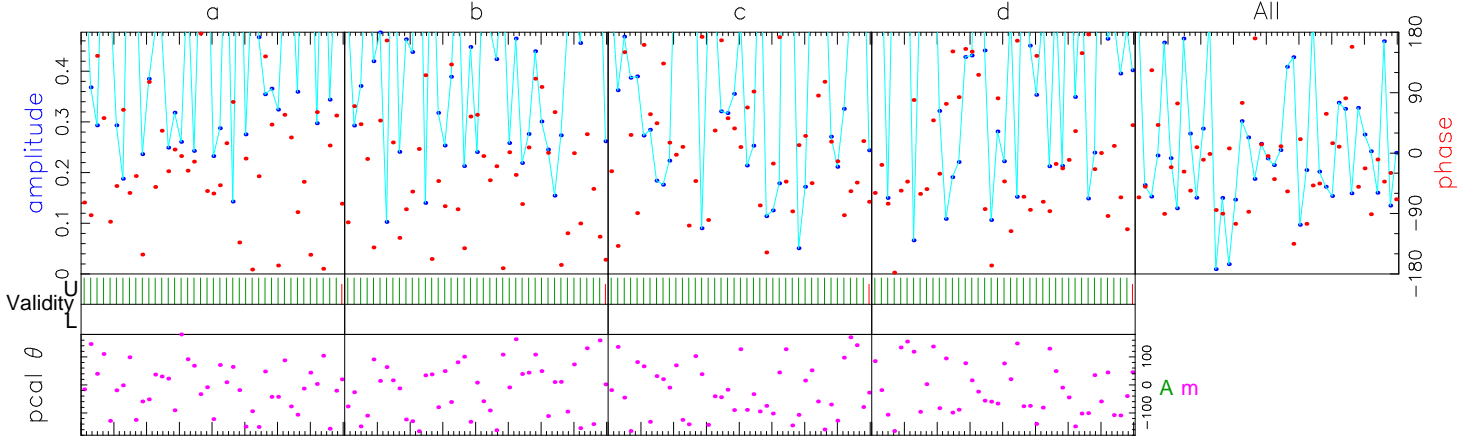 a b c d All
amplitude
0 0.1 0.2 0.3 0.4
phase
180 90 0 −90 −180
Validity
U
L
pcal θ
100 0 −100
A m